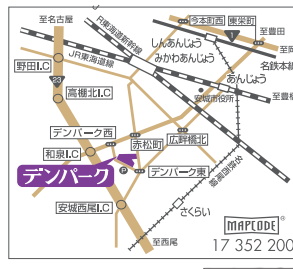 至名古屋
今本町西
東栄町
1
至豊田
しんあんじょう
みかわあんじょう
名鉄本
R東海道新幹線
JR東海道線
野田I.C
23
あんじょう
高棚北I.C
安城市役所
至豊
デンパーク西
赤松町
広畔橋北
和泉I.C
デンパーク
P
デンパーク東
名鉄西尾線
安城西尾I.C
さくらい
至西尾
MAPCODE®
17 352 200